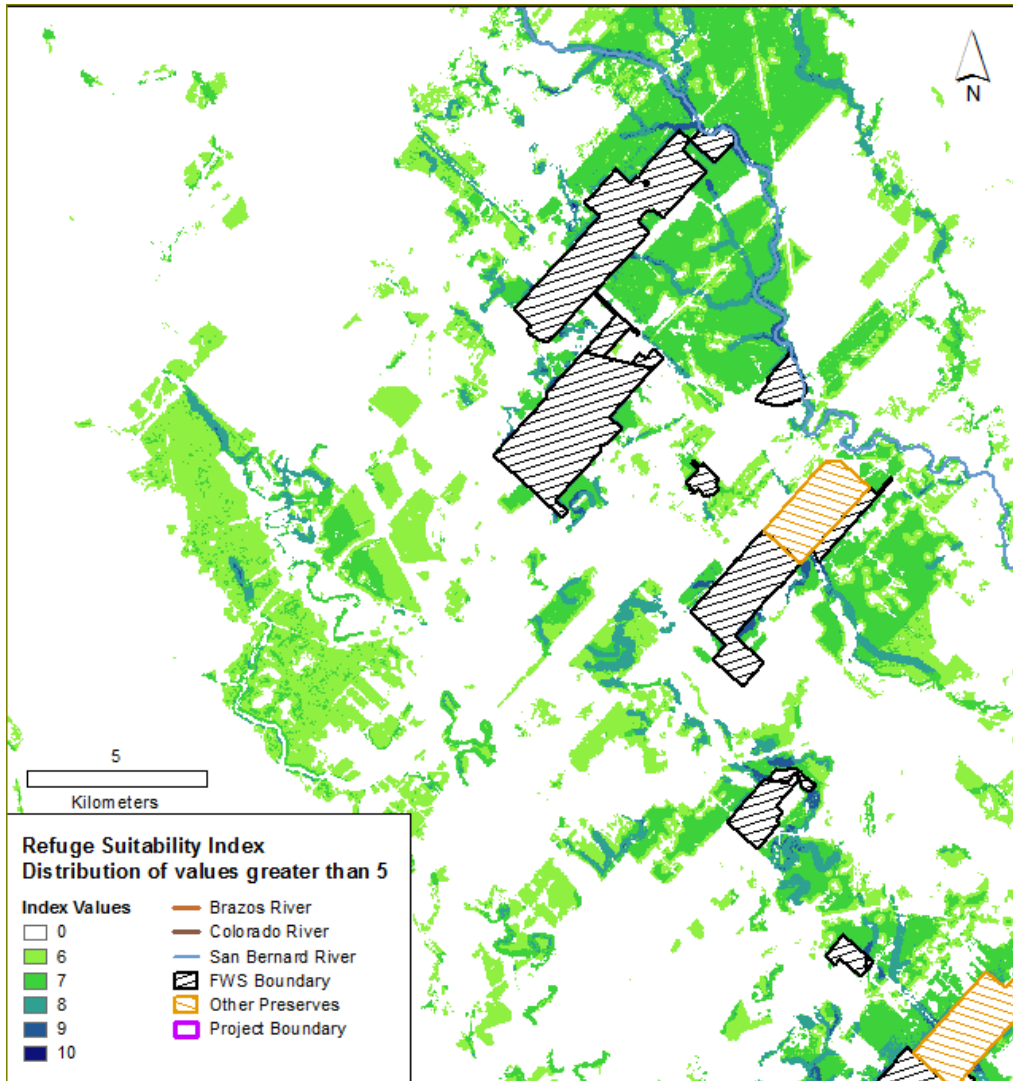 N
5
Kilometers
Refuge Suitability Index
Distribution of values greater than 5
Index Values
0
6
7
8
9
10
Brazos River
Colorado River
San Bernard River
FWS Boundary
Other Preserves
Project Boundary